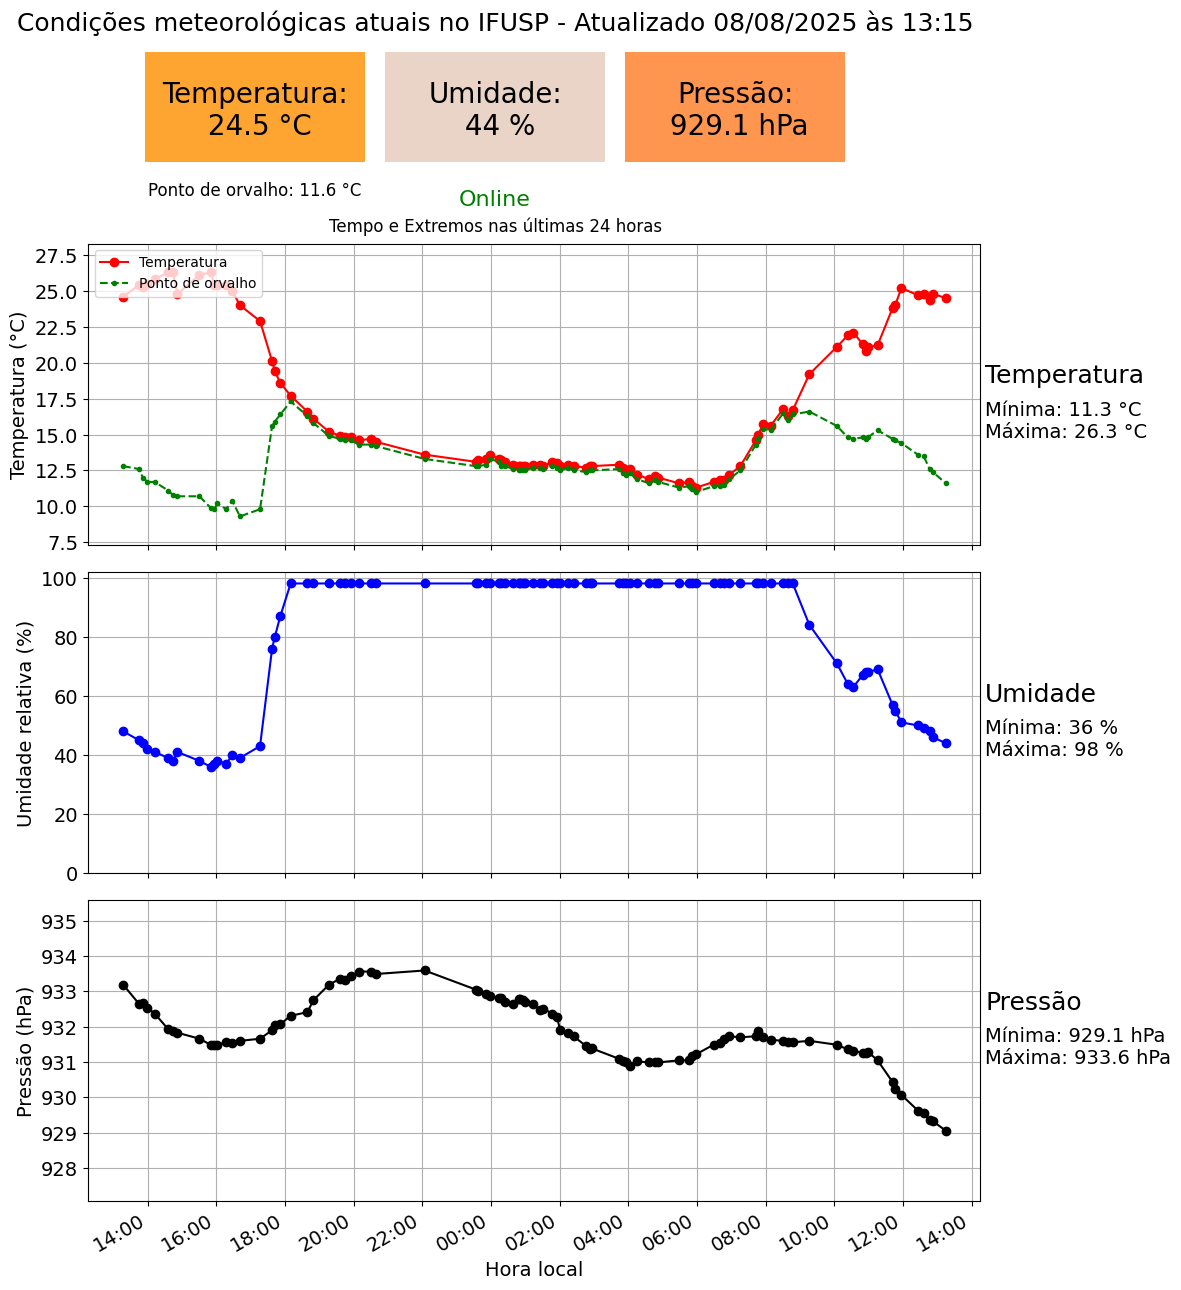 Condições meteorológicas atuais no IFUSP - Atualizado 08/08/2025 às 13:15
Temperatura:
24.5 °C
Umidade:
44 %
Pressão:
929.1 hPa
Ponto de orvalho: 11.6 °C
Online
Tempo e Extremos nas últimas 24 horas
Temperatura
Ponto de orvalho
Temperatura (°C)
27.5
25.0
22.5
20.0
17.5
15.0
12.5
10.0
7.5
Temperatura
Mínima: 11.3 °C
Máxima: 26.3 °C
Umidade relativa (%)
100
80
60
40
20
0
Umidade
Mínima: 36 %
Máxima: 98 %
Pressão (hPa)
935
934
933
932
931
930
929
928
Pressão
Mínima: 929.1 hPa
Máxima: 933.6 hPa
14:00 16:00 18:00 20:00 22:00 00:00 02:00 04:00 06:00 08:00 10:00 12:00 14:00
Hora local